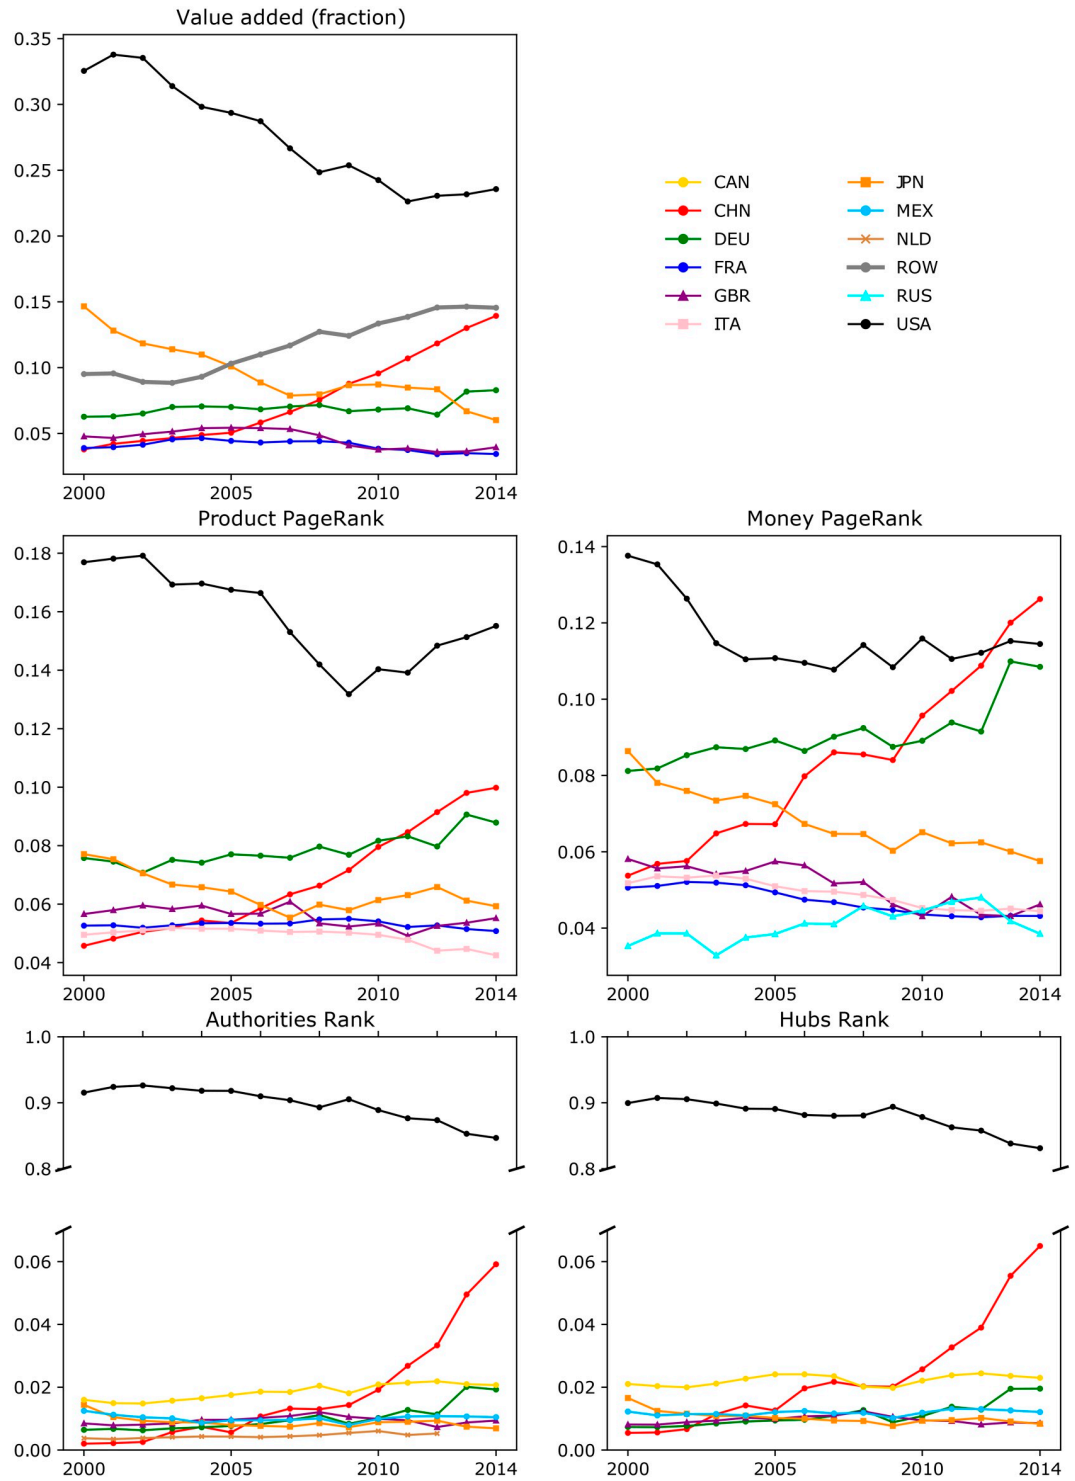 Value added (fraction)
0.35
0.30
0.25
0.20
0.15
0.10
0.05
2000 2005 2010 2014
CAN JPN
CHN MEX
DEU NLD
FRA ROW
GBR RUS
ITA USA
Product PageRank
0.18
0.16
0.14
0.12
0.10
0.08
0.06
0.04
2000 2005 2010 2014
Money PageRank
0.14
0.12
0.10
0.08
0.06
0.04
2000 2005 2010 2014
Authorities Rank
1.0
0.9
0.8
0.06
0.04
0.02
0.00
2000 2005 2010 2014
Hubs Rank
1.0
0.9
0.8
0.06
0.04
0.02
0.00
2000 2005 2010 2014